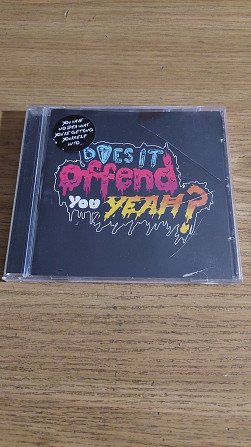 YOU HAVE
NO IDEA WHAT
YOU'RE GETTING
YOURSELF
INTO...
DOES IT
Offend
YOU YEAH?